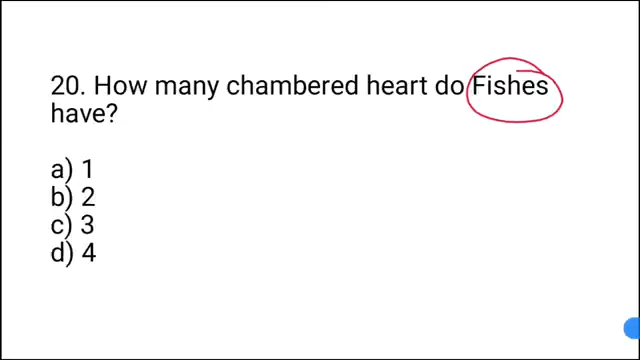 20. How many chambered heart do Fishes
have?
a) 1
b) 2
c) 3
d) 4